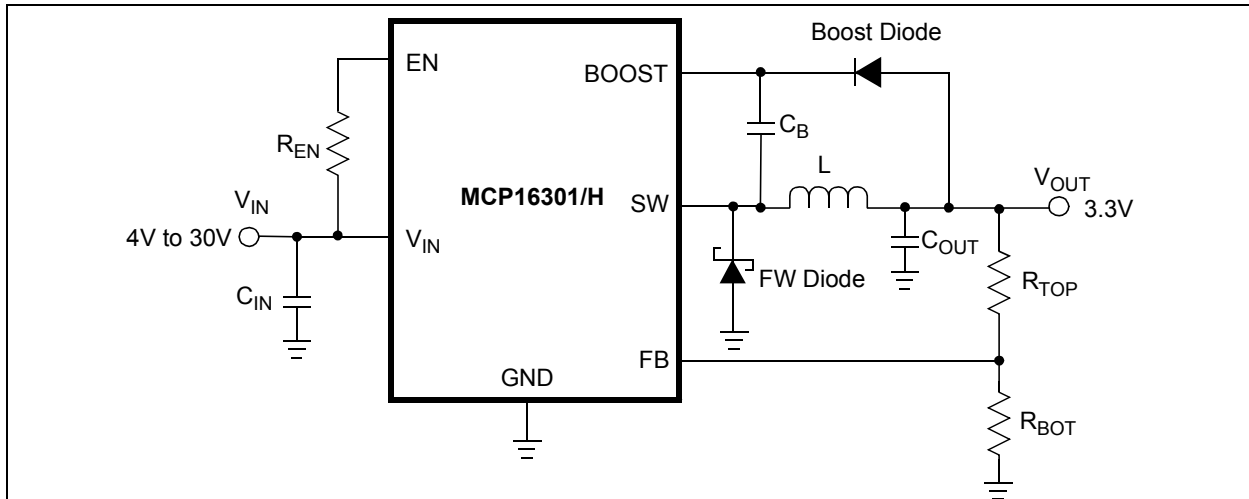 Boost Diode
EN
BOOST
R_EN
C_B
L
MCP16301/H
SW
V_OUT
3.3V
V_IN
4V to 30V
V_IN
C_OUT
FW Diode
R_TOP
C_IN
FB
GND
R_BOT